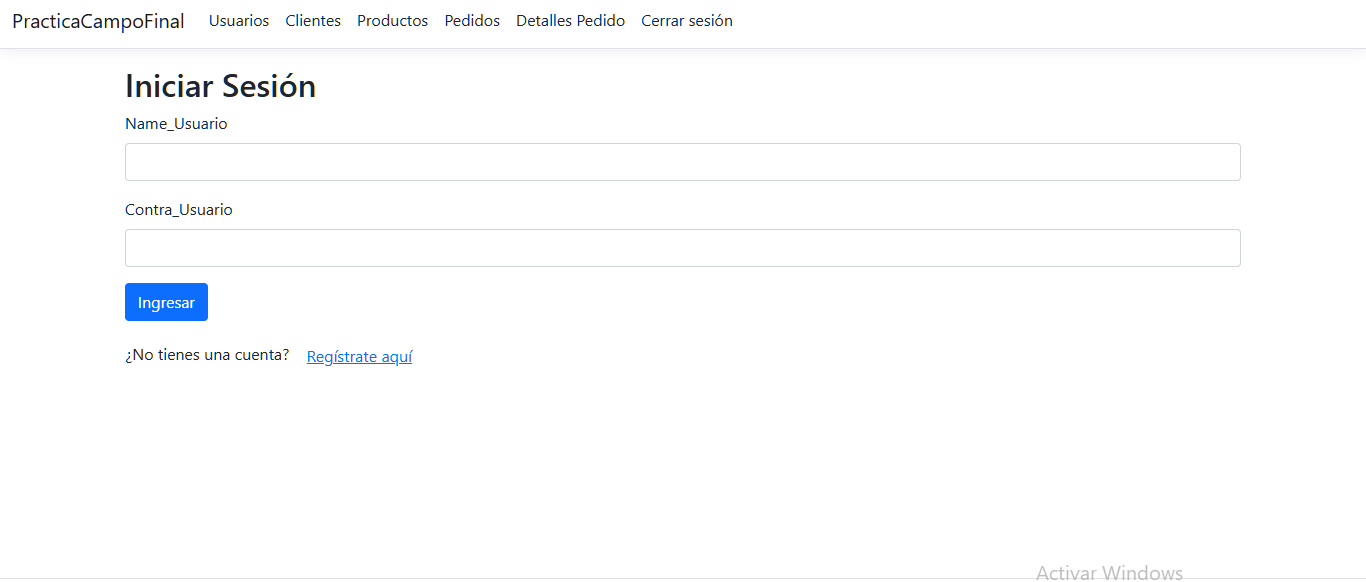 PracticaCampoFinal Usuarios Clientes Productos Pedidos Detalles Pedido Cerrar sesión
Iniciar Sesión
Name_Usuario
Contra_Usuario
Ingresar
¿No tienes una cuenta? Regístrate aquí
Activar Windows